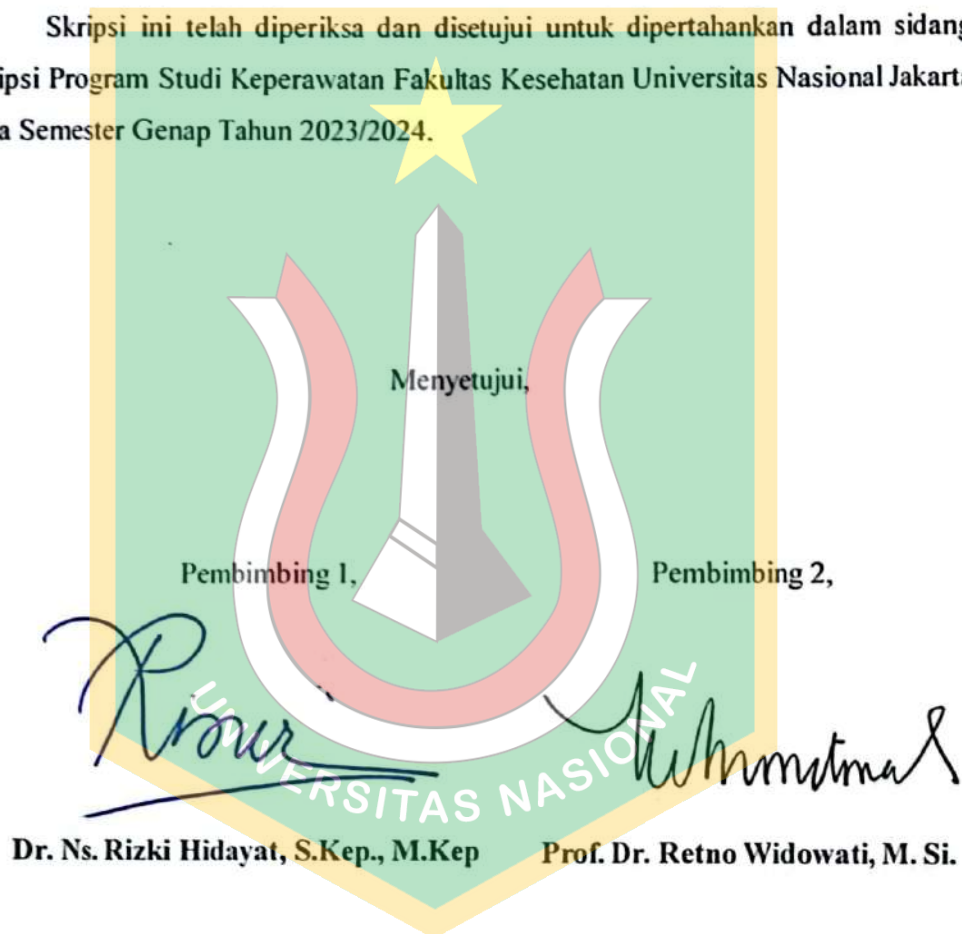 Skripsi ini telah diperiksa dan disetujui untuk dipertahankan dalam sidang
ipsi Program Studi Keperawatan Fakultas Kesehatan Universitas Nasional Jakarta
a Semester Genap Tahun 2023/2024.
Menyetujui,
Pembimbing 1, Pembimbing 2,
UNIVERSITAS NASIONAL
Dr. Ns. Rizki Hidayat, S.Kep., M.Kep Prof. Dr. Retno Widowati, M. Si.